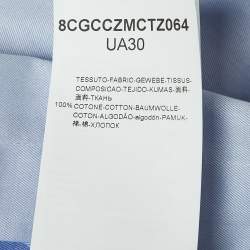 8CGCCZMCTZ064
UA30
TESSUTO-FABRIC-GEWEBE-TISSUS-
COMPOSICAO-TEJIDO-KUMAS-面料-
面料-ТКАНЬ
100% COTONE-COTTON-BAUMWOLLE-
COTON-ALGODÃO-algodón-PAMUK-
棉-棉-ХЛОПОК